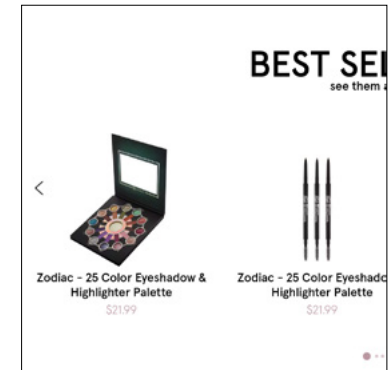 BEST SEL
see them a
Zodiac - 25 Color Eyeshadow &
Highlighter Palette
$21.99
Zodiac - 25 Color Eyeshado
Highlighter Palette
$21.99